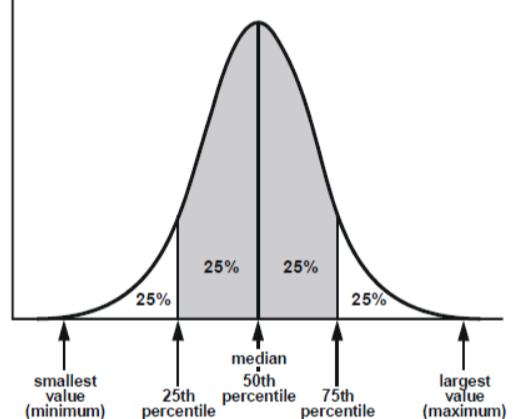 25% 25%
25% 25%
smallest
value
(minimum)
25th
percentile
median
50th
percentile
75th
percentile
largest
value
(maximum)